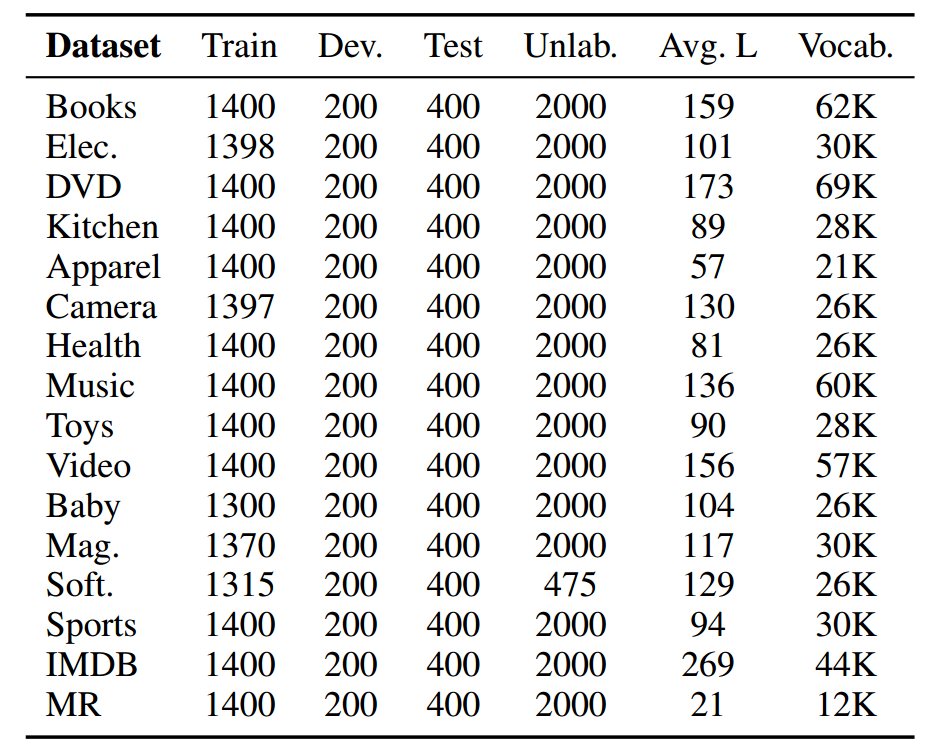 Dataset Train Dev. Test Unlab. Avg. L Vocab.
Books 1400 200 400 2000 159 62K
Elec. 1398 200 400 2000 101 30K
DVD 1400 200 400 2000 173 69K
Kitchen 1400 200 400 2000 89 28K
Apparel 1400 200 400 2000 57 21K
Camera 1397 200 400 2000 130 26K
Health 1400 200 400 2000 81 26K
Music 1400 200 400 2000 136 60K
Toys 1400 200 400 2000 90 28K
Video 1400 200 400 2000 156 57K
Baby 1300 200 400 2000 104 26K
Mag. 1370 200 400 2000 117 30K
Soft. 1315 200 400 475 129 26K
Sports 1400 200 400 2000 94 30K
IMDB 1400 200 400 2000 269 44K
MR 1400 200 400 2000 21 12K